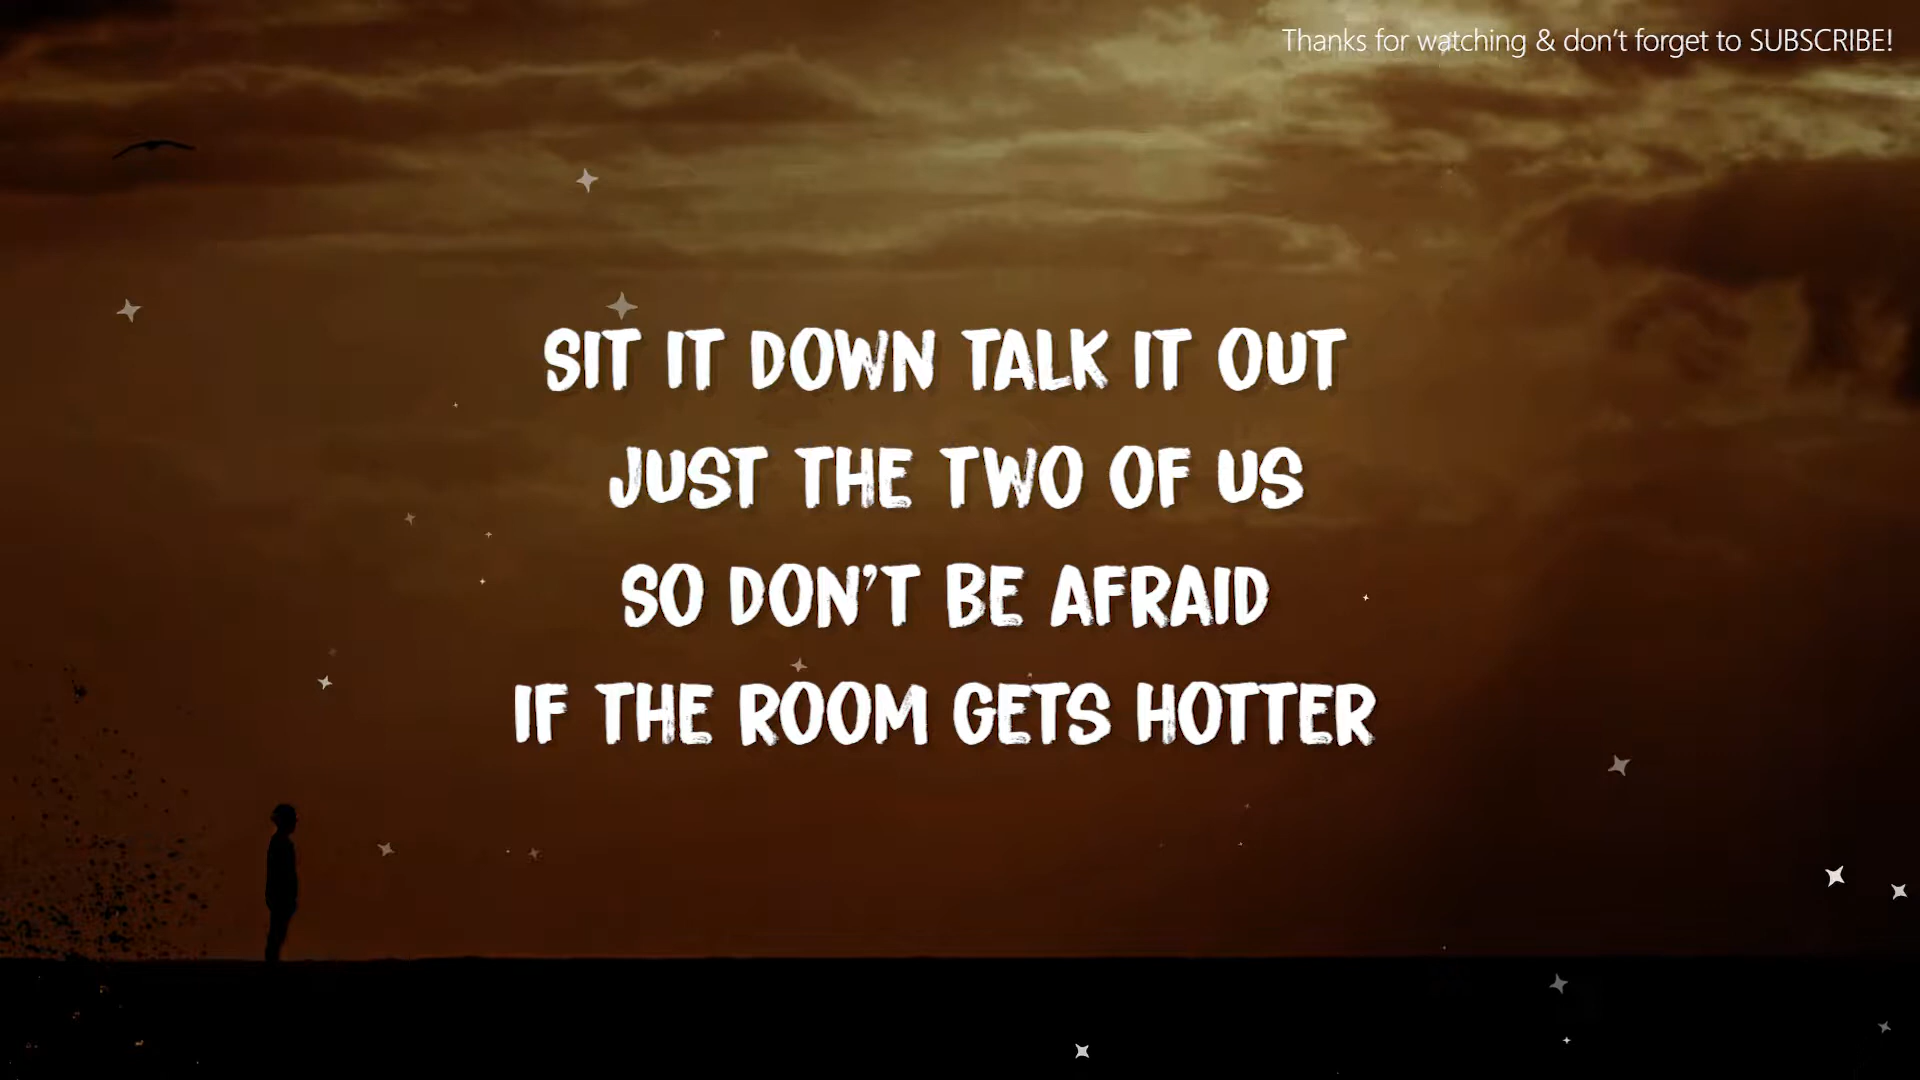 Thanks for watching & don't forget to SUBSCRIBE!
SIT IT DOWN TALK IT OUT
JUST THE TWO OF US
SO DON'T BE AFRAID
IF THE ROOM GETS HOTTER